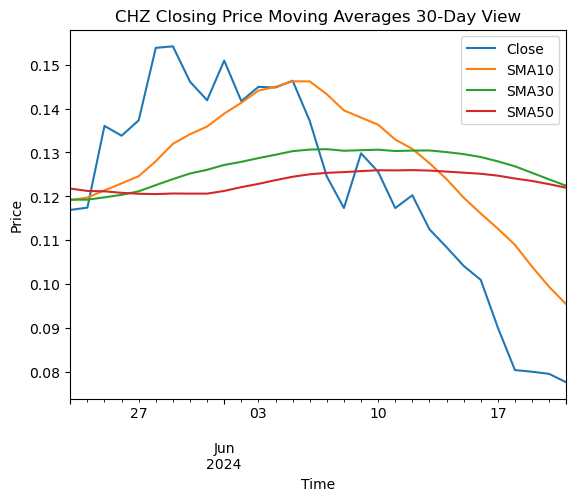 CHZ Closing Price Moving Averages 30-Day View
Close
SMA10
SMA30
SMA50
Price
0.15
0.14
0.13
0.12
0.11
0.10
0.09
0.08
27 03 10 17
Jun
2024
Time